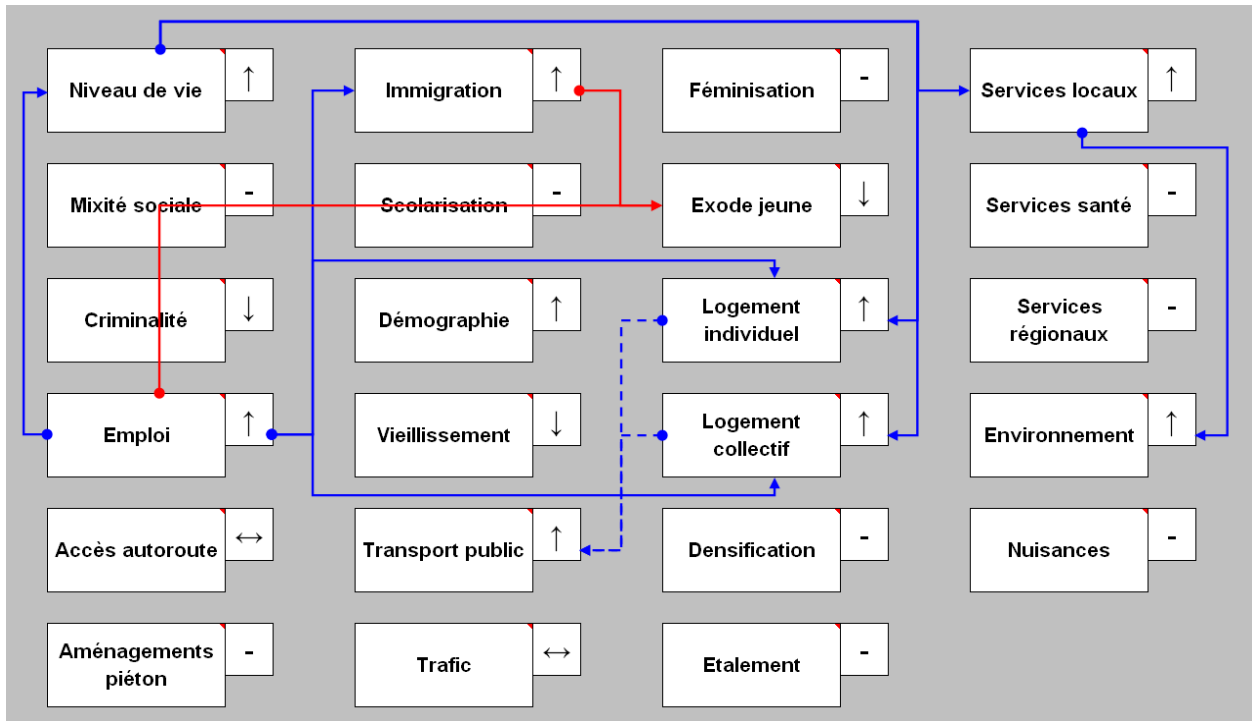 Niveau de vie
↑
Immigration
↑
Féminisation
-
Services locaux
↑
Mixité sociale
-
Scolarisation
-
Exode jeune
↓
Services santé
-
Criminalité
↓
Démographie
↑
Logement
individuel
↑
Services
régionaux
-
Emploi
↑
Vieillissement
↓
Logement
collectif
↑
Environnement
↑
Accès autoroute
↔
Transport public
↑
Densification
-
Nuisances
-
Aménagements
piéton
-
Trafic
↔
Etalement
-